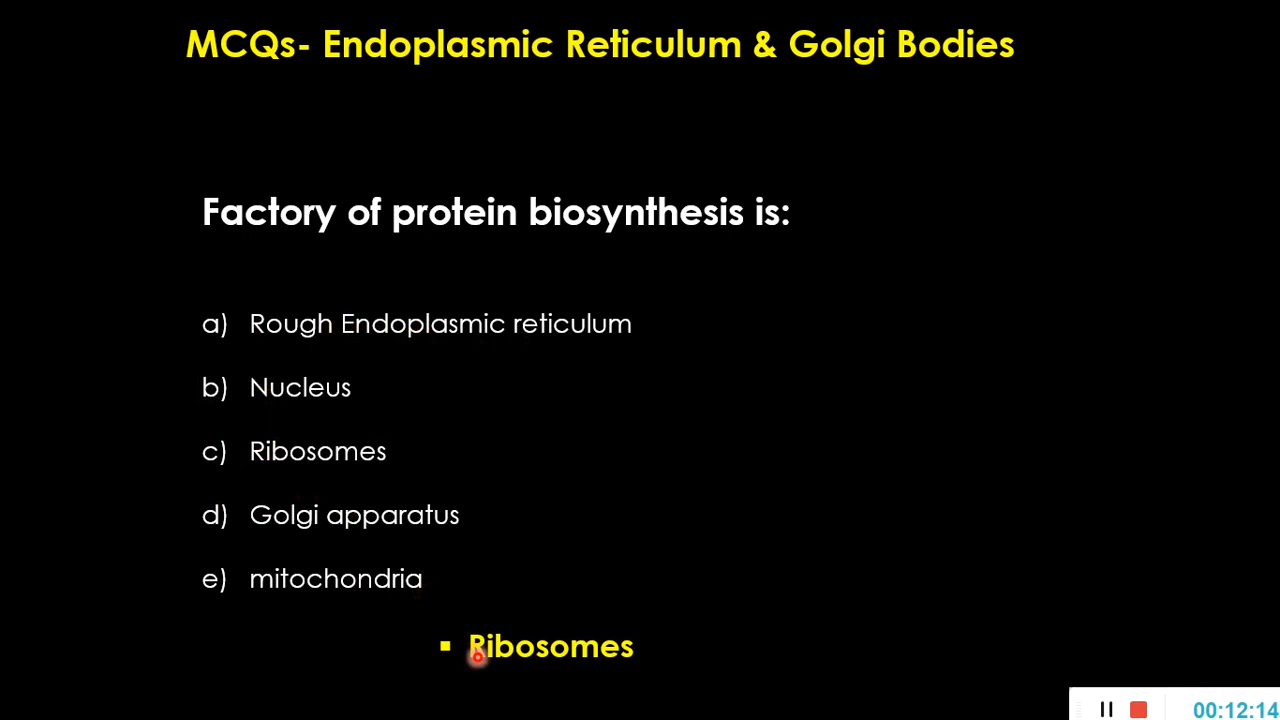 MCQs- Endoplasmic Reticulum & Golgi Bodies
Factory of protein biosynthesis is:
a) Rough Endoplasmic reticulum
b) Nucleus
c) Ribosomes
d) Golgi apparatus
e) mitochondria
▪ Ribosomes
00:12:14